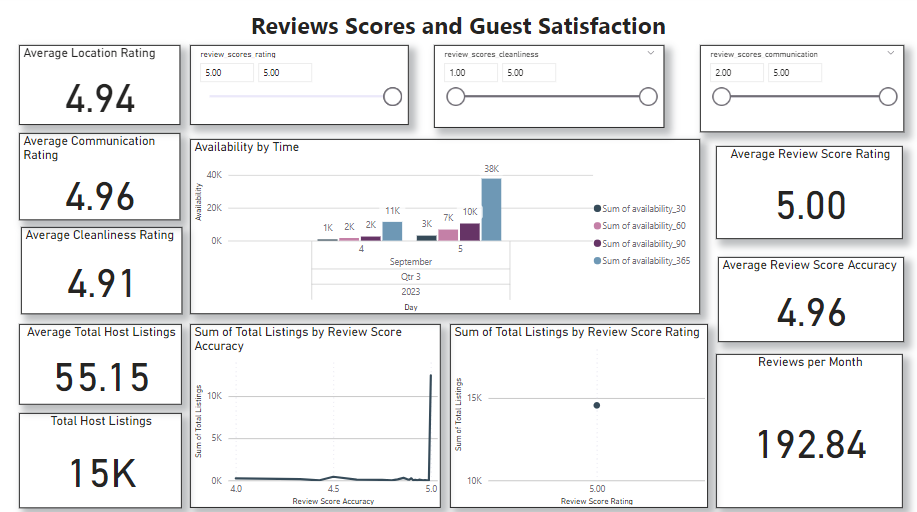 Reviews Scores and Guest Satisfaction
Average Location Rating
4.94
review_scores_rating
5.00 5.00
review_scores_cleanliness
1.00 5.00
review_scores_communication
2.00 5.00
Average Communication
Rating
4.96
Average Cleanliness Rating
4.91
Availability by Time
Availability
40K
20K
0K
1K 2K 2K 11K 3K 7K 10K 38K
4 5
September
Qtr 3
2023
Day
Sum of availability_30
Sum of availability_60
Sum of availability_90
Sum of availability_365
Average Review Score Rating
5.00
Average Review Score Accuracy
4.96
Average Total Host Listings
55.15
Total Host Listings
15K
Sum of Total Listings by Review Score
Accuracy
Sum of Total Listings
10K
5K
0K
4.0 4.5 5.0
Review Score Accuracy
Sum of Total Listings by Review Score Rating
Sum of Total Listings
15K
10K
5.00
Review Score Rating
Reviews per Month
192.84